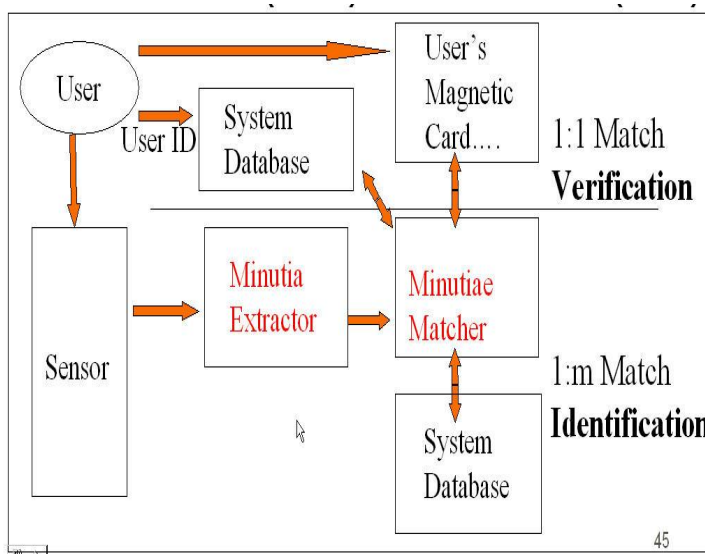 User
User ID
System
Database
User's
Magnetic
Card....
1:1 Match
Verification
Sensor
Minutia
Extractor
Minutiae
Matcher
1:m Match
Identification
System
Database
45